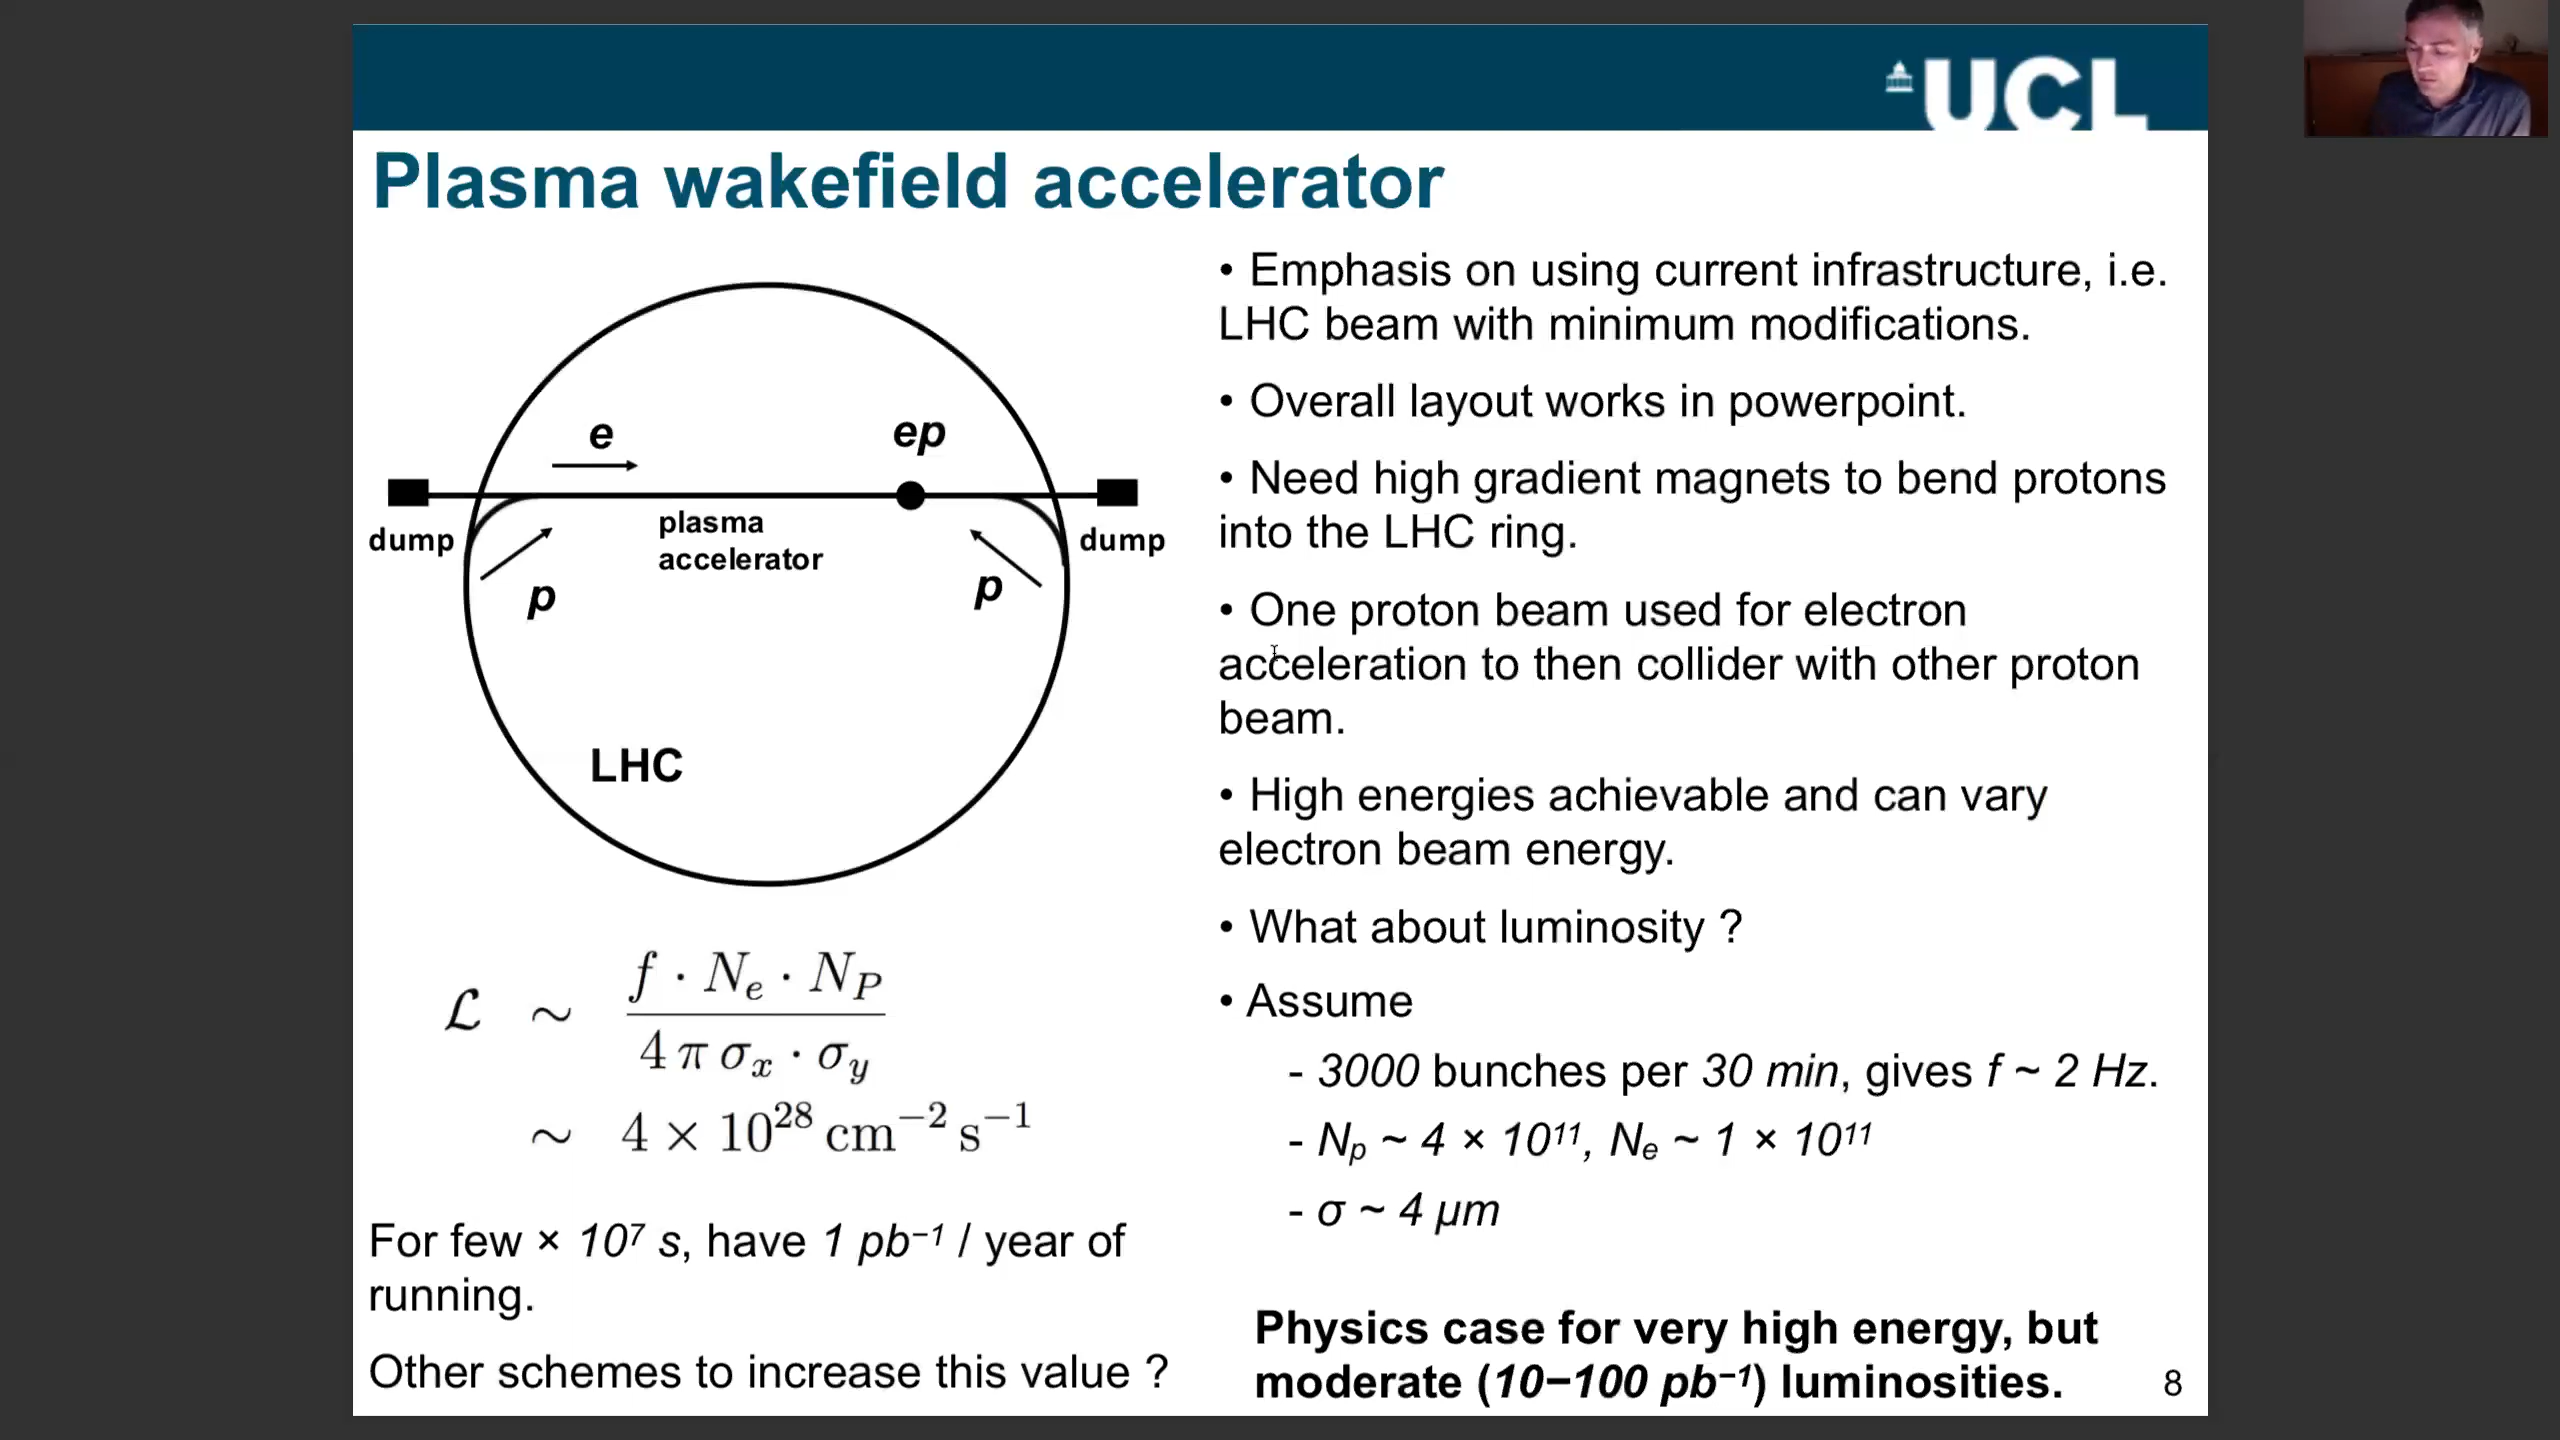 UCL
Plasma wakefield accelerator
e
ep
dump
plasma
accelerator
dump
p
p
LHC
ℒ ~ f · Nₑ · N_P / 4 π σₓ · σ_y
~ 4 × 10²⁸ cm⁻² s⁻¹
For few × 10⁷ s, have 1 pb⁻¹ / year of
running.
Other schemes to increase this value ?
• Emphasis on using current infrastructure, i.e.
LHC beam with minimum modifications.
• Overall layout works in powerpoint.
• Need high gradient magnets to bend protons
into the LHC ring.
• One proton beam used for electron
acceleration to then collider with other proton
beam.
• High energies achievable and can vary
electron beam energy.
• What about luminosity ?
• Assume
- 3000 bunches per 30 min, gives f ~ 2 Hz.
- Nₚ ~ 4 × 10¹¹, Nₑ ~ 1 × 10¹¹
- σ ~ 4 μm
Physics case for very high energy, but
moderate (10−100 pb⁻¹) luminosities.
8